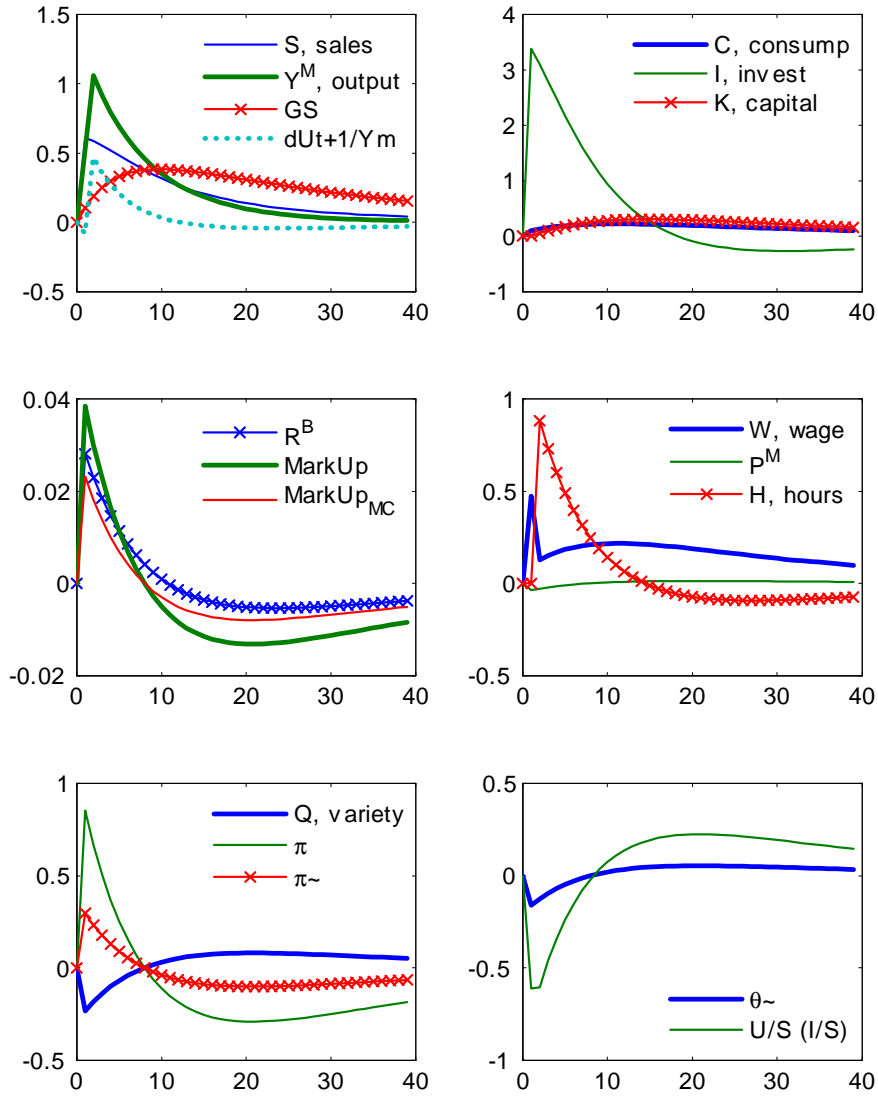 1.5
1
0.5
0
-0.5
0 10 20 30 40
S, sales
Y^M, output
GS
dUt+1/Ym
4
3
2
1
0
-1
0 10 20 30 40
C, consump
I, invest
K, capital
0.04
0.02
0
-0.02
0 10 20 30 40
R^B
MarkUp
MarkUp_MC
1
0.5
0
-0.5
0 10 20 30 40
W, wage
P^M
H, hours
1
0.5
0
-0.5
0 10 20 30 40
Q, variety
π
π~
0.5
0
-0.5
-1
0 10 20 30 40
θ~
U/S (I/S)